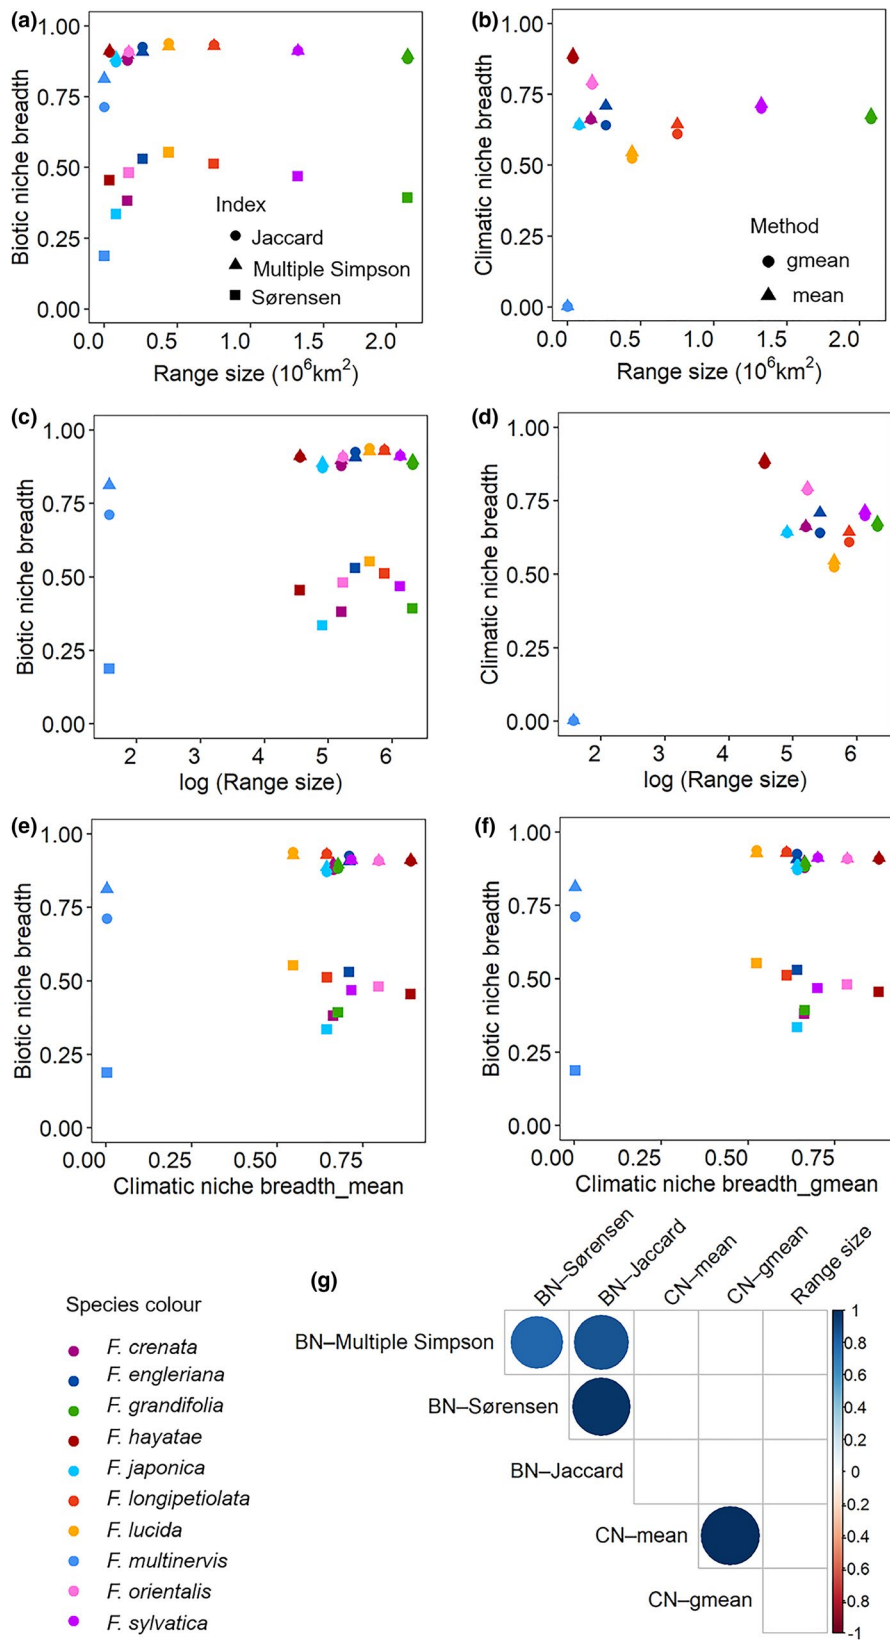 (a)
1.00
0.75
0.50
0.25
0.00
Biotic niche breadth
Index
Jaccard
Multiple Simpson
Sørensen
0.0 0.5 1.0 1.5 2.0
Range size (10⁶km²)
(b)
1.00
0.75
0.50
0.25
0.00
Climatic niche breadth
Method
gmean
mean
0.0 0.5 1.0 1.5 2.0
Range size (10⁶km²)
(c)
1.00
0.75
0.50
0.25
0.00
Biotic niche breadth
2 3 4 5 6
log (Range size)
(d)
1.00
0.75
0.50
0.25
0.00
Climatic niche breadth
2 3 4 5 6
log (Range size)
(e)
1.00
0.75
0.50
0.25
0.00
Biotic niche breadth
0.00 0.25 0.50 0.75
Climatic niche breadth_mean
(f)
1.00
0.75
0.50
0.25
0.00
Biotic niche breadth
0.00 0.25 0.50 0.75
Climatic niche breadth_gmean
Species colour
F. crenata
F. engleriana
F. grandifolia
F. hayatae
F. japonica
F. longipetiolata
F. lucida
F. multinervis
F. orientalis
F. sylvatica
(g)
BN–Sørensen
BN–Jaccard
CN–mean
CN–gmean
Range size
BN–Multiple Simpson
BN–Sørensen
BN–Jaccard
CN–mean
CN–gmean
1
0.8
0.6
0.4
0.2
0
-0.2
-0.4
-0.6
-0.8
-1